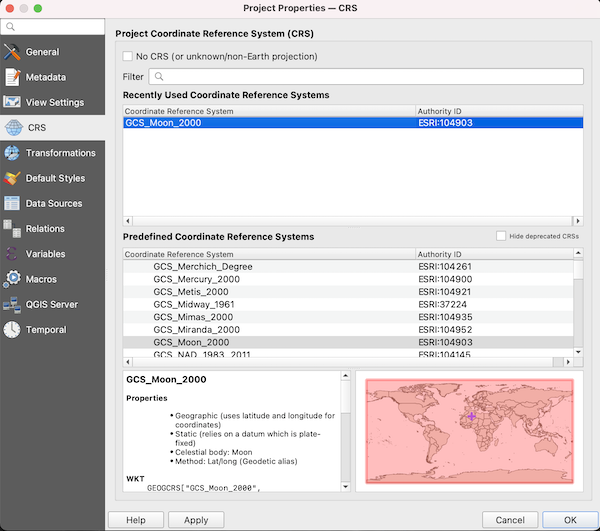 Project Properties — CRS
General
Metadata
View Settings
CRS
Transformations
Default Styles
Data Sources
Relations
Variables
Macros
QGIS Server
Temporal
Project Coordinate Reference System (CRS)
No CRS (or unknown/non-Earth projection)
Filter
Recently Used Coordinate Reference Systems
Coordinate Reference System Authority ID
GCS_Moon_2000 ESRI:104903
Predefined Coordinate Reference Systems Hide deprecated CRSs
Coordinate Reference System Authority ID
GCS_Merchich_Degree ESRI:104261
GCS_Mercury_2000 ESRI:104900
GCS_Metis_2000 ESRI:104921
GCS_Midway_1961 ESRI:37224
GCS_Mimas_2000 ESRI:104935
GCS_Miranda_2000 ESRI:104952
GCS_Moon_2000 ESRI:104903
GCS_NAD_1983_2011 ESRI:104145
GCS_Moon_2000
Properties
• Geographic (uses latitude and longitude for
coordinates)
• Static (relies on a datum which is plate-
fixed)
• Celestial body: Moon
• Method: Lat/long (Geodetic alias)
WKT
GEOGCRS["GCS_Moon_2000",
Help
Apply
Cancel
OK